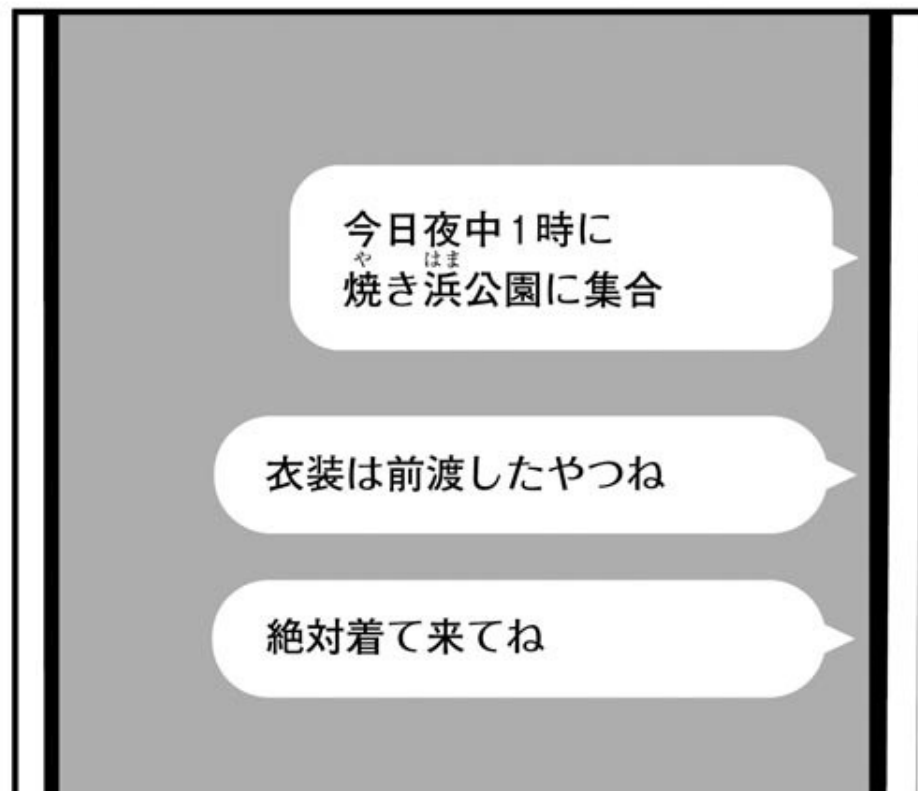 今日夜中1時に
焼き浜公園に集合
衣装は前渡したやつね
絶対着て来てね